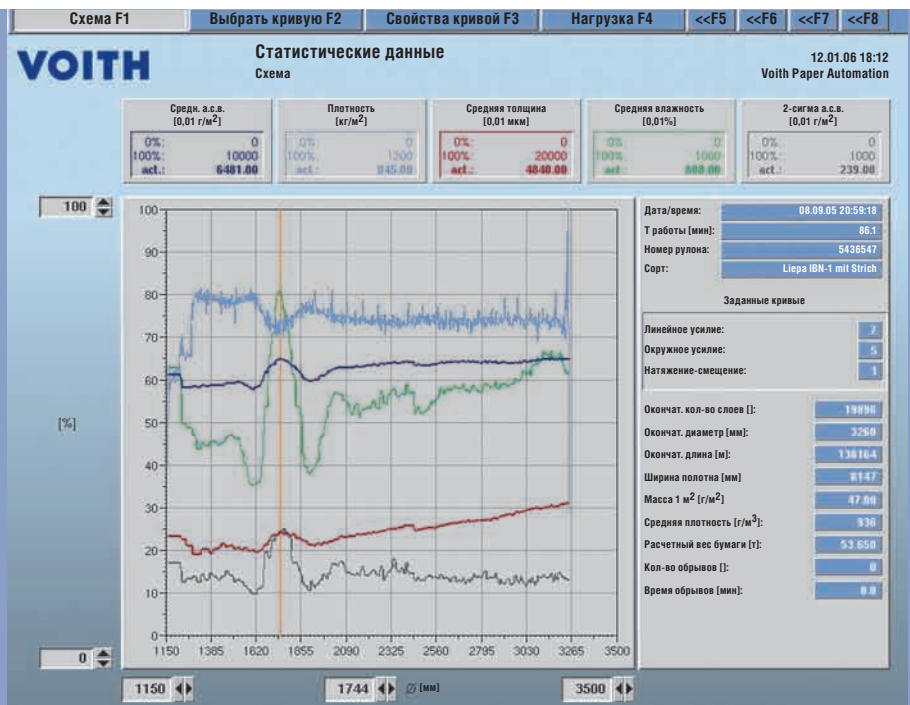 Схема F1 Выбрать кривую F2 Свойства кривой F3 Нагрузка F4 <<F5 <<F6 <<F7 <<F8
VOITH
Статистические данные
Схема
12.01.06 18:12
Voith Paper Automation
Средн. а.с.в. [0,01 г/м2]
0%: 0
100%: 10000
act.: 6481.00
Плотность [кг/м2]
0%: 0
100%: 1200
act.: 845.00
Средняя толщина [0,01 мкм]
0%: 0
100%: 20000
act.: 4840.00
Средняя влажность [0,01%]
0%: 0
100%: 1000
act.: 808.00
2-сигма а.с.в. [0,01 г/м2]
0%: 0
100%: 1000
act.: 239.00
100
[%]
0
100
90
80
70
60
50
40
30
20
10
0
1150 1385 1620 1855 2090 2325 2560 2795 3030 3265 3500
1150 1744 Ø [мм] 3500
Дата/время: 08.09.05 20:59:18
Т работы [мин]: 86.1
Номер рулона: 5436547
Сорт: Liepa IBN-1 mit Strich
Заданные кривые
Линейное усилие: 7
Окружное усилие: 5
Натяжение-смещение: 1
Окончат. кол-во слоев []: 19896
Окончат. диаметр [мм]: 3260
Окончат. длина [м]: 138164
Ширина полотна [мм] 8147
Масса 1 м2 [г/м2] 47.00
Средняя плотность [г/м3]: 936
Расчетный вес бумаги [т]: 53.650
Кол-во обрывов []: 0
Время обрывов [мин]: 0.0